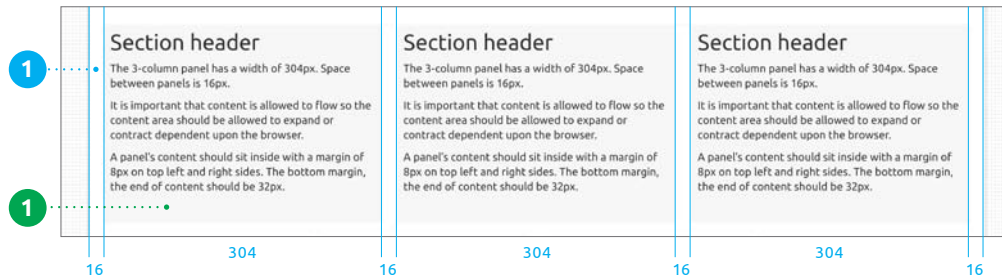 Section header
The 3-column panel has a width of 304px. Space
between panels is 16px.
It is important that content is allowed to flow so the
content area should be allowed to expand or
contract dependent upon the browser.
A panel's content should sit inside with a margin of
8px on top left and right sides. The bottom margin,
the end of content should be 32px.
Section header
The 3-column panel has a width of 304px. Space
between panels is 16px.
It is important that content is allowed to flow so the
content area should be allowed to expand or
contract dependent upon the browser.
A panel's content should sit inside with a margin of
8px on top left and right sides. The bottom margin,
the end of content should be 32px.
Section header
The 3-column panel has a width of 304px. Space
between panels is 16px.
It is important that content is allowed to flow so the
content area should be allowed to expand or
contract dependent upon the browser.
A panel's content should sit inside with a margin of
8px on top left and right sides. The bottom margin,
the end of content should be 32px.
1
1
304 304 304
16 16 16 16